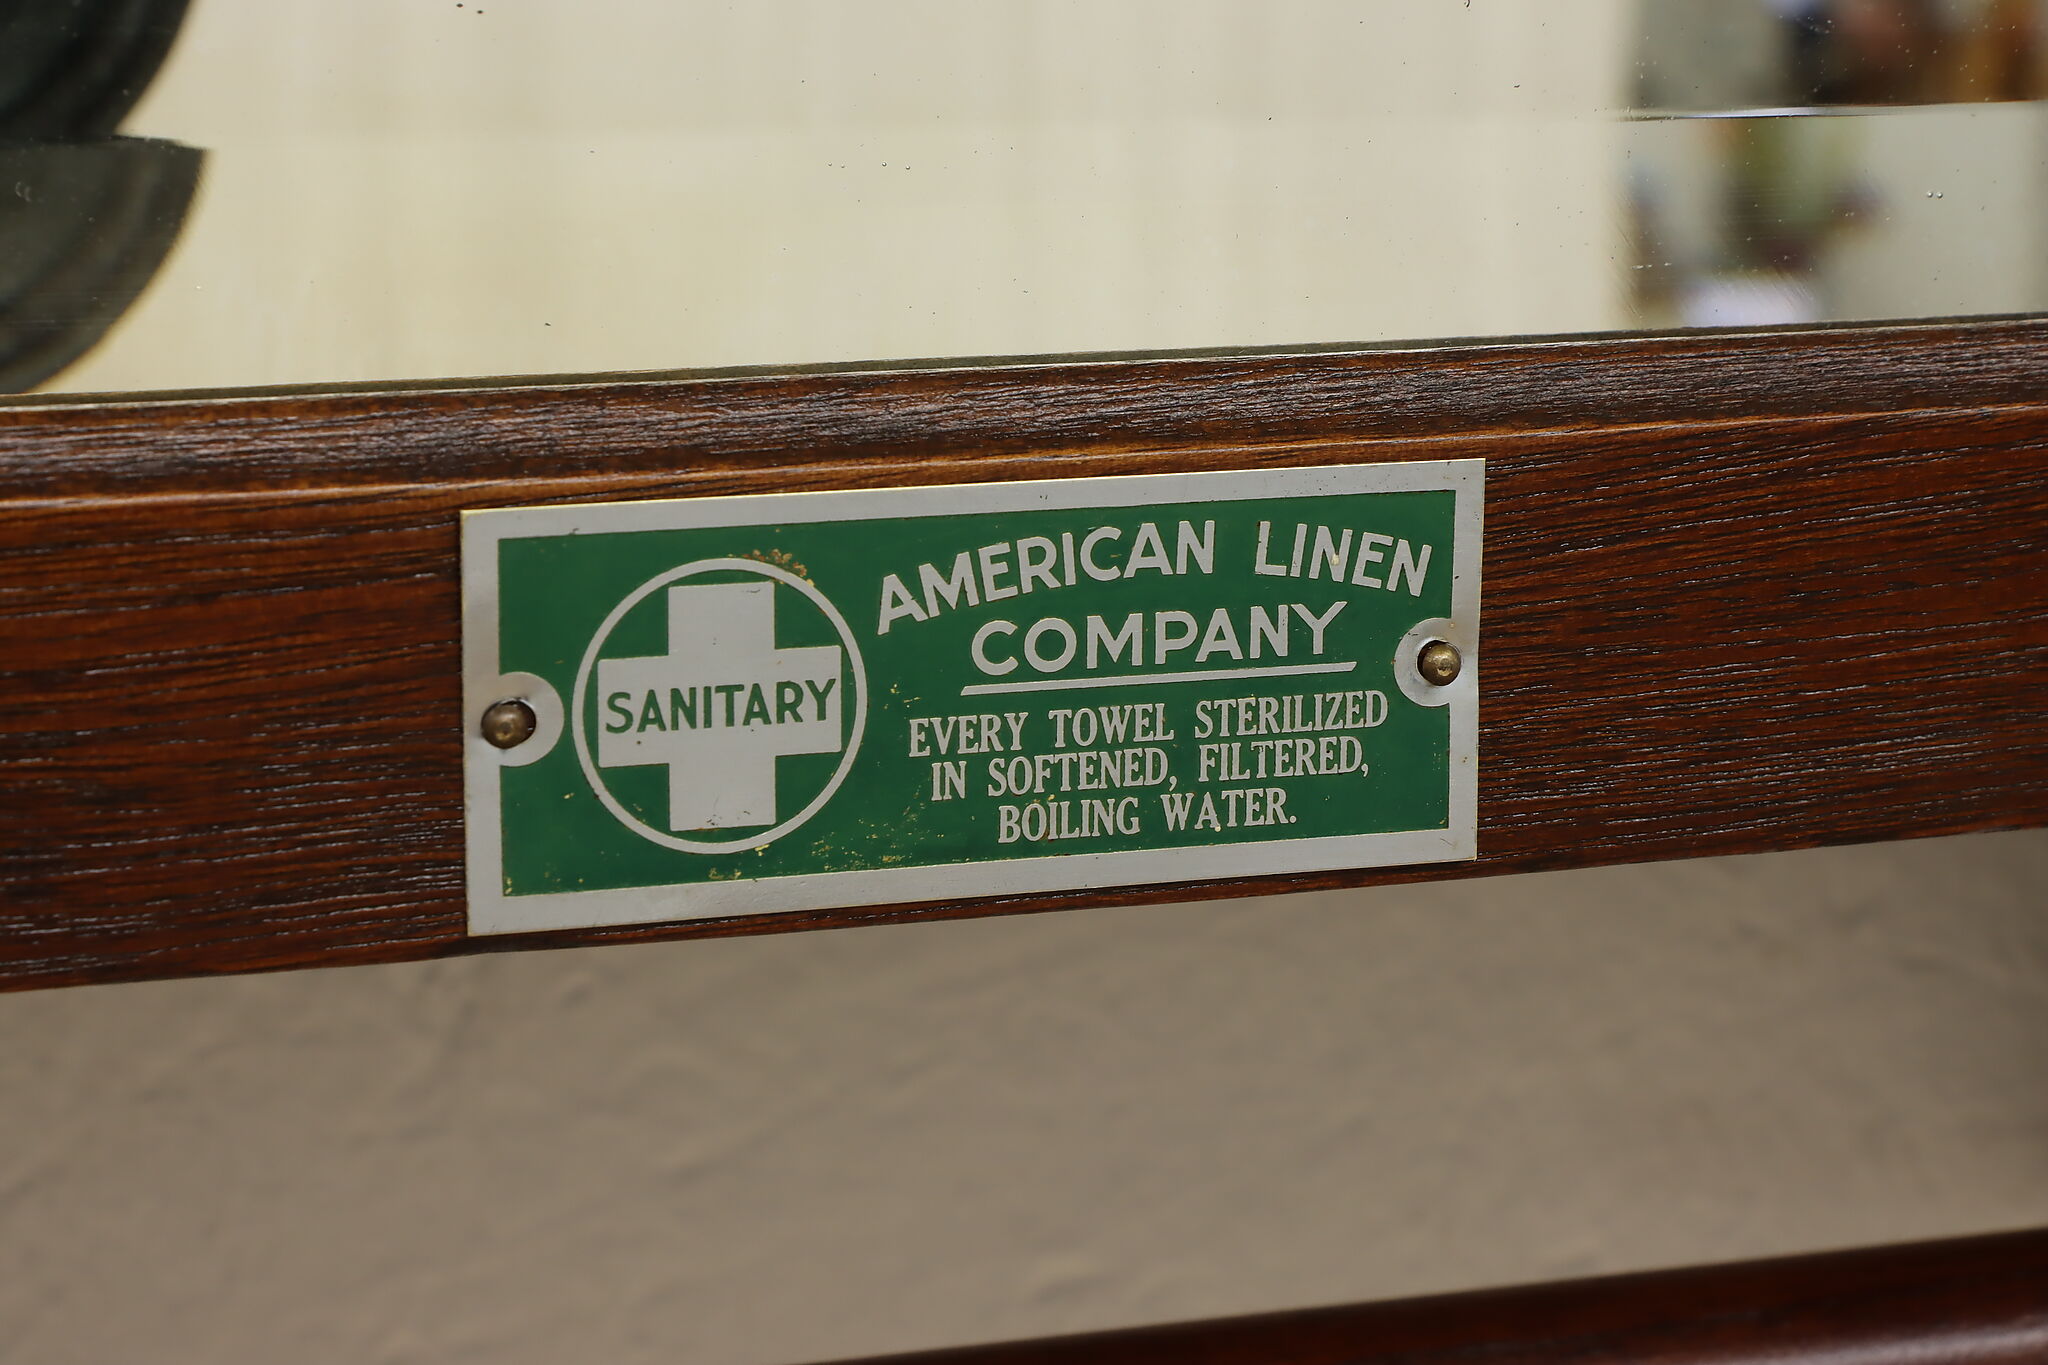 SANITARY
AMERICAN LINEN
COMPANY
EVERY TOWEL STERILIZED
IN SOFTENED, FILTERED,
BOILING WATER.